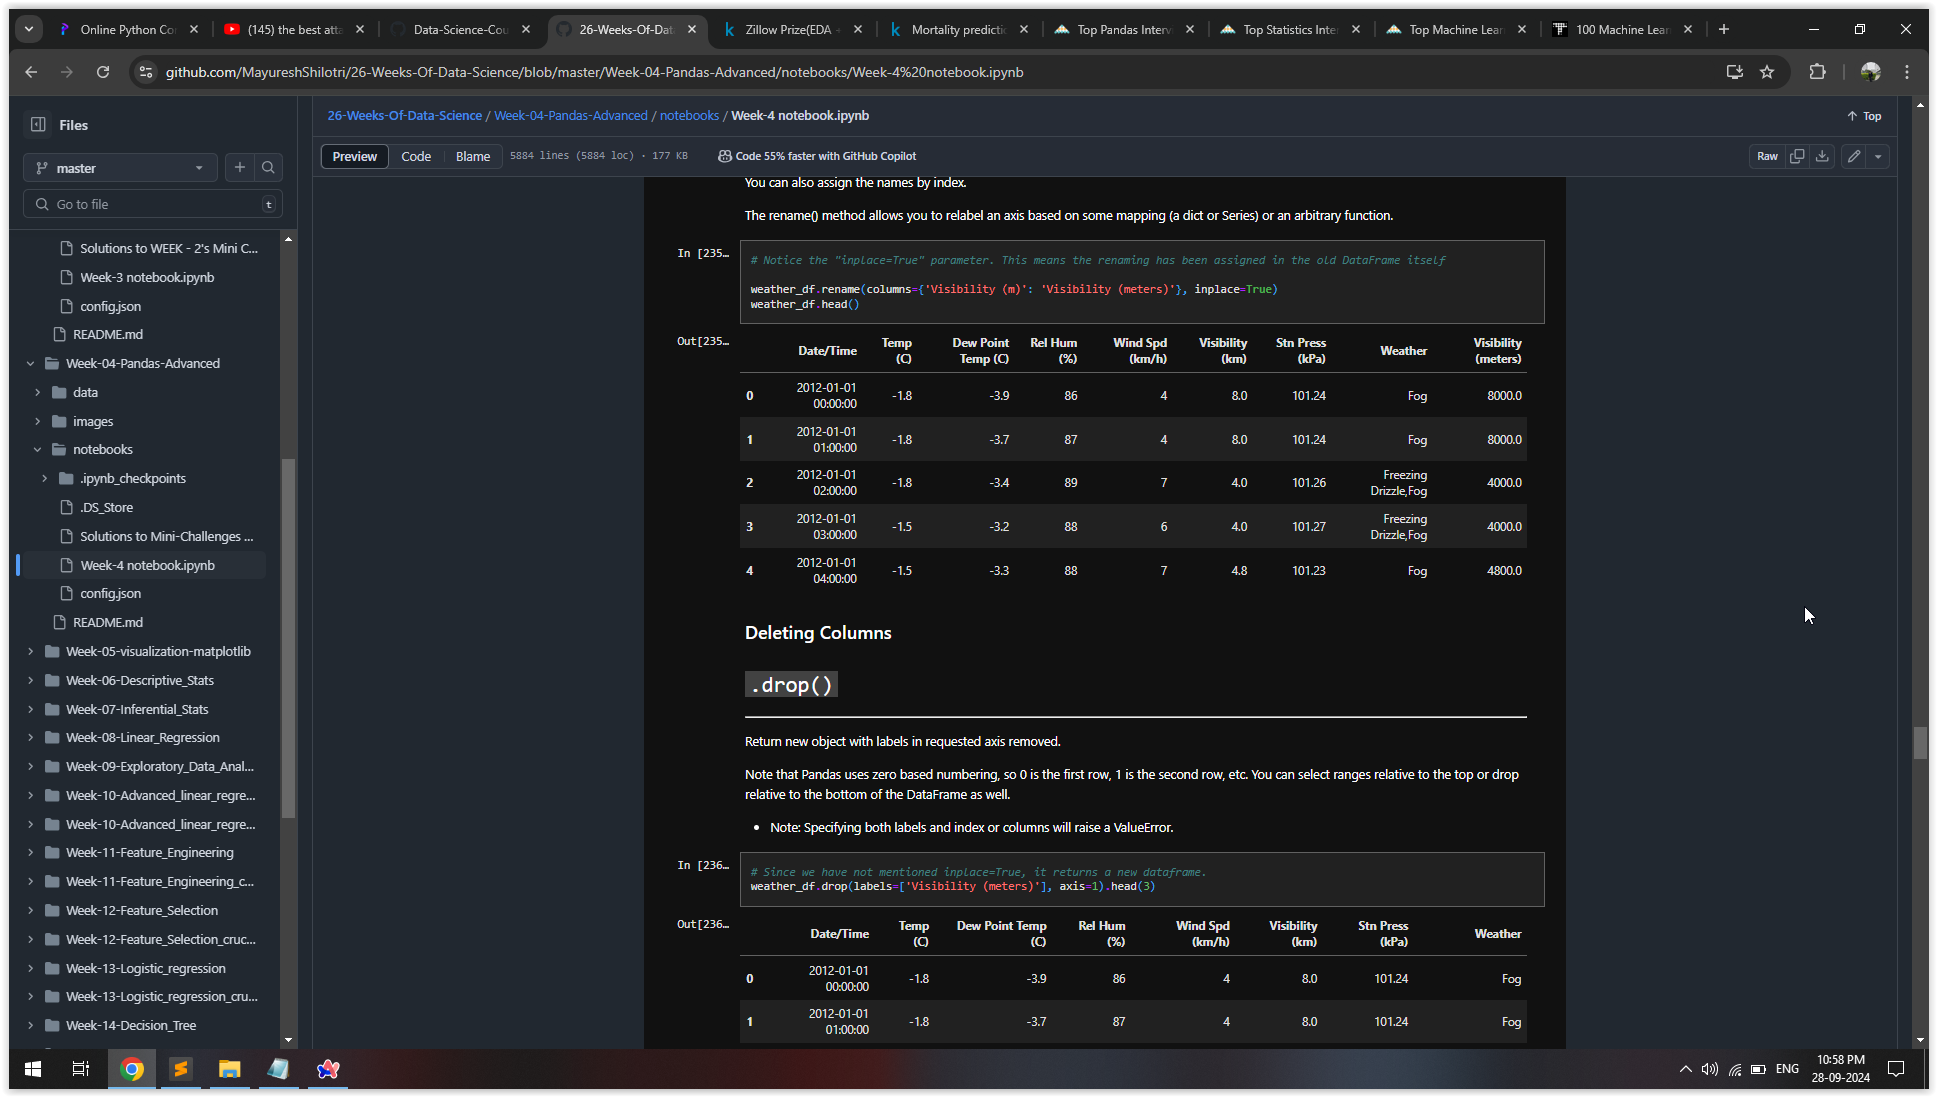 Online Python Co
(145) the best atta
Data-Science-Cou
26-Weeks-Of-Dat
Zillow Prize(EDA
Mortality predictic
Top Pandas Interv
Top Statistics Inte
Top Machine Lear
100 Machine Lear
github.com/MayureshShilotri/26-Weeks-Of-Data-Science/blob/master/Week-04-Pandas-Advanced/notebooks/Week-4%20notebook.ipynb
Files
master
Go to file
t
Solutions to WEEK - 2's Mini C...
Week-3 notebook.ipynb
config.json
README.md
Week-04-Pandas-Advanced
data
images
notebooks
.ipynb_checkpoints
.DS_Store
Solutions to Mini-Challenges ...
Week-4 notebook.ipynb
config.json
README.md
Week-05-visualization-matplotlib
Week-06-Descriptive_Stats
Week-07-Inferential_Stats
Week-08-Linear_Regression
Week-09-Exploratory_Data_Anal...
Week-10-Advanced_linear_regre...
Week-10-Advanced_linear_regre...
Week-11-Feature_Engineering
Week-11-Feature_Engineering_c...
Week-12-Feature_Selection
Week-12-Feature_Selection_cruc...
Week-13-Logistic_regression
Week-13-Logistic_regression_cru...
Week-14-Decision_Tree
26-Weeks-Of-Data-Science / Week-04-Pandas-Advanced / notebooks / Week-4 notebook.ipynb
Top
Preview Code Blame 5884 lines (5884 loc) · 177 KB Code 55% faster with GitHub Copilot Raw
You can also assign the names by index.
The rename() method allows you to relabel an axis based on some mapping (a dict or Series) or an arbitrary function.
In [235…
# Notice the "inplace=True" parameter. This means the renaming has been assigned in the old DataFrame itself
weather_df.rename(columns={'Visibility (m)': 'Visibility (meters)'}, inplace=True)
weather_df.head()
Out[235…
Date/Time Temp (C) Dew Point Temp (C) Rel Hum (%) Wind Spd (km/h) Visibility (km) Stn Press (kPa) Weather Visibility (meters)
0 2012-01-01 00:00:00 -1.8 -3.9 86 4 8.0 101.24 Fog 8000.0
1 2012-01-01 01:00:00 -1.8 -3.7 87 4 8.0 101.24 Fog 8000.0
2 2012-01-01 02:00:00 -1.8 -3.4 89 7 4.0 101.26 Freezing Drizzle,Fog 4000.0
3 2012-01-01 03:00:00 -1.5 -3.2 88 6 4.0 101.27 Freezing Drizzle,Fog 4000.0
4 2012-01-01 04:00:00 -1.5 -3.3 88 7 4.8 101.23 Fog 4800.0
Deleting Columns
.drop()
Return new object with labels in requested axis removed.
Note that Pandas uses zero based numbering, so 0 is the first row, 1 is the second row, etc. You can select ranges relative to the top or drop
relative to the bottom of the DataFrame as well.
• Note: Specifying both labels and index or columns will raise a ValueError.
In [236…
# Since we have not mentioned inplace=True, it returns a new dataframe.
weather_df.drop(labels=['Visibility (meters)'], axis=1).head(3)
Out[236…
Date/Time Temp (C) Dew Point Temp (C) Rel Hum (%) Wind Spd (km/h) Visibility (km) Stn Press (kPa) Weather
0 2012-01-01 00:00:00 -1.8 -3.9 86 4 8.0 101.24 Fog
1 2012-01-01 01:00:00 -1.8 -3.7 87 4 8.0 101.24 Fog
ENG
10:58 PM
28-09-2024